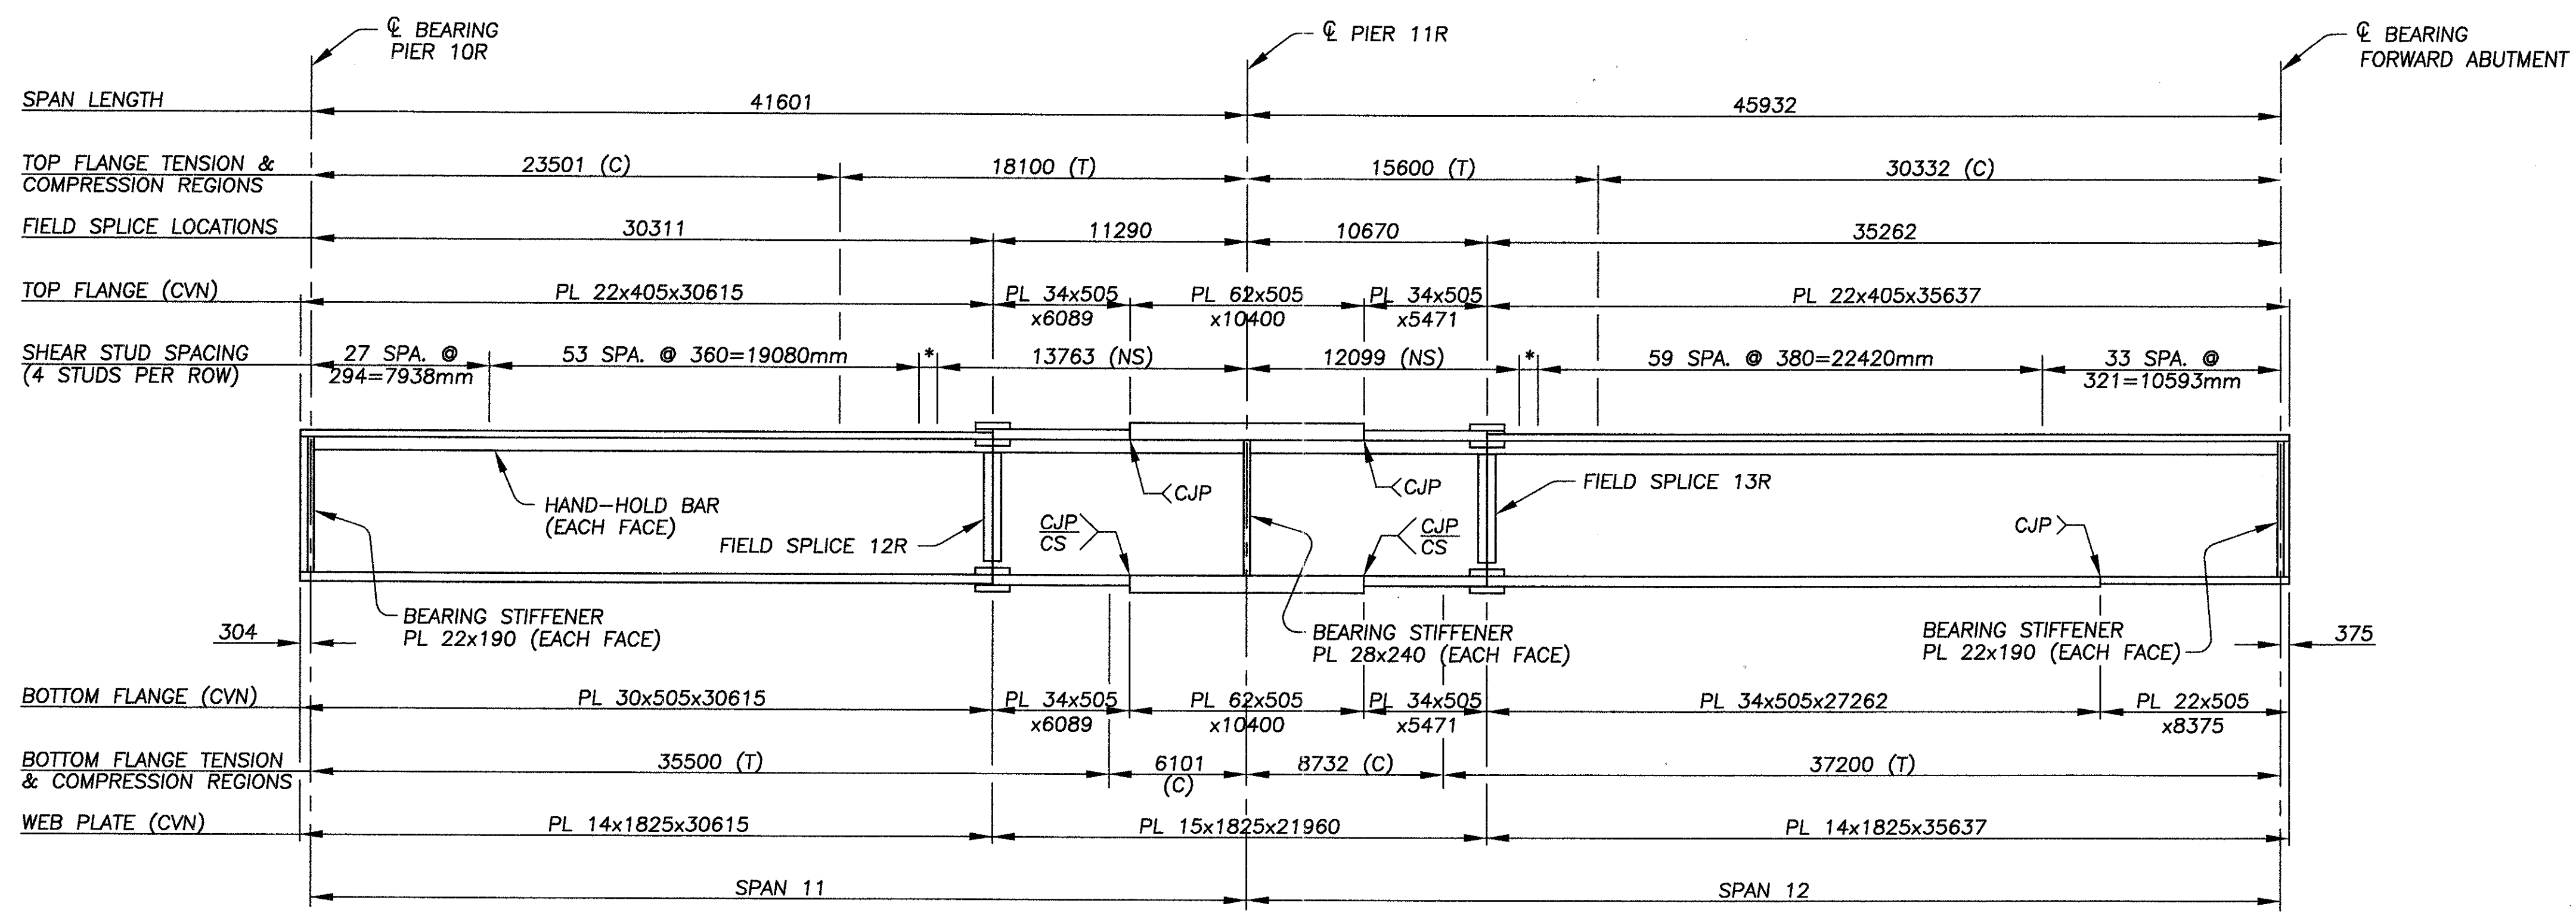 ℄ BEARING
PIER 10R
℄ PIER 11R
℄ BEARING
FORWARD ABUTMENT
SPAN LENGTH
41601
45932
TOP FLANGE TENSION &
COMPRESSION REGIONS
23501 (C)
18100 (T)
15600 (T)
30332 (C)
FIELD SPLICE LOCATIONS
30311
11290
10670
35262
TOP FLANGE (CVN)
PL 22x405x30615
PL 34x505
x6089
PL 62x505
x10400
PL 34x505
x5471
PL 22x405x35637
SHEAR STUD SPACING
(4 STUDS PER ROW)
27 SPA. @
294=7938mm
53 SPA. @ 360=19080mm
*
13763 (NS)
12099 (NS)
*
59 SPA. @ 380=22420mm
33 SPA. @
321=10593mm
HAND-HOLD BAR
(EACH FACE)
FIELD SPLICE 12R
CJP
CJP
CS
CJP
CJP
CS
FIELD SPLICE 13R
CJP
304
BEARING STIFFENER
PL 22x190 (EACH FACE)
BEARING STIFFENER
PL 28x240 (EACH FACE)
BEARING STIFFENER
PL 22x190 (EACH FACE)
375
BOTTOM FLANGE (CVN)
PL 30x505x30615
PL 34x505
x6089
PL 62x505
x10400
PL 34x505
x5471
PL 34x505x27262
PL 22x505
x8375
BOTTOM FLANGE TENSION
& COMPRESSION REGIONS
35500 (T)
6101
(C)
8732 (C)
37200 (T)
WEB PLATE (CVN)
PL 14x1825x30615
PL 15x1825x21960
PL 14x1825x35637
SPAN 11
SPAN 12